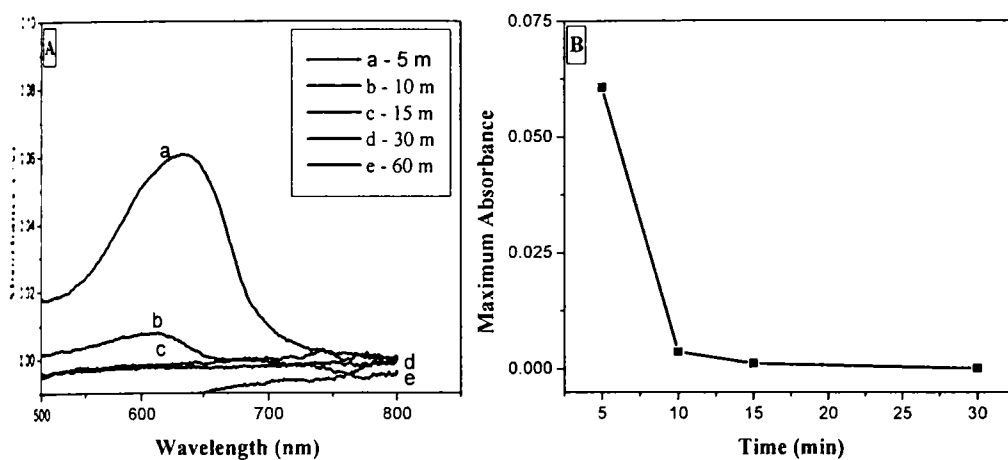 A
a - 5 m
b - 10 m
c - 15 m
d - 30 m
e - 60 m
a
b
c
d
e
500
600
700
800
Wavelength (nm)
B
0.075
0.050
0.025
0.000
Maximum Absorbance
5
10
15
20
25
30
Time (min)